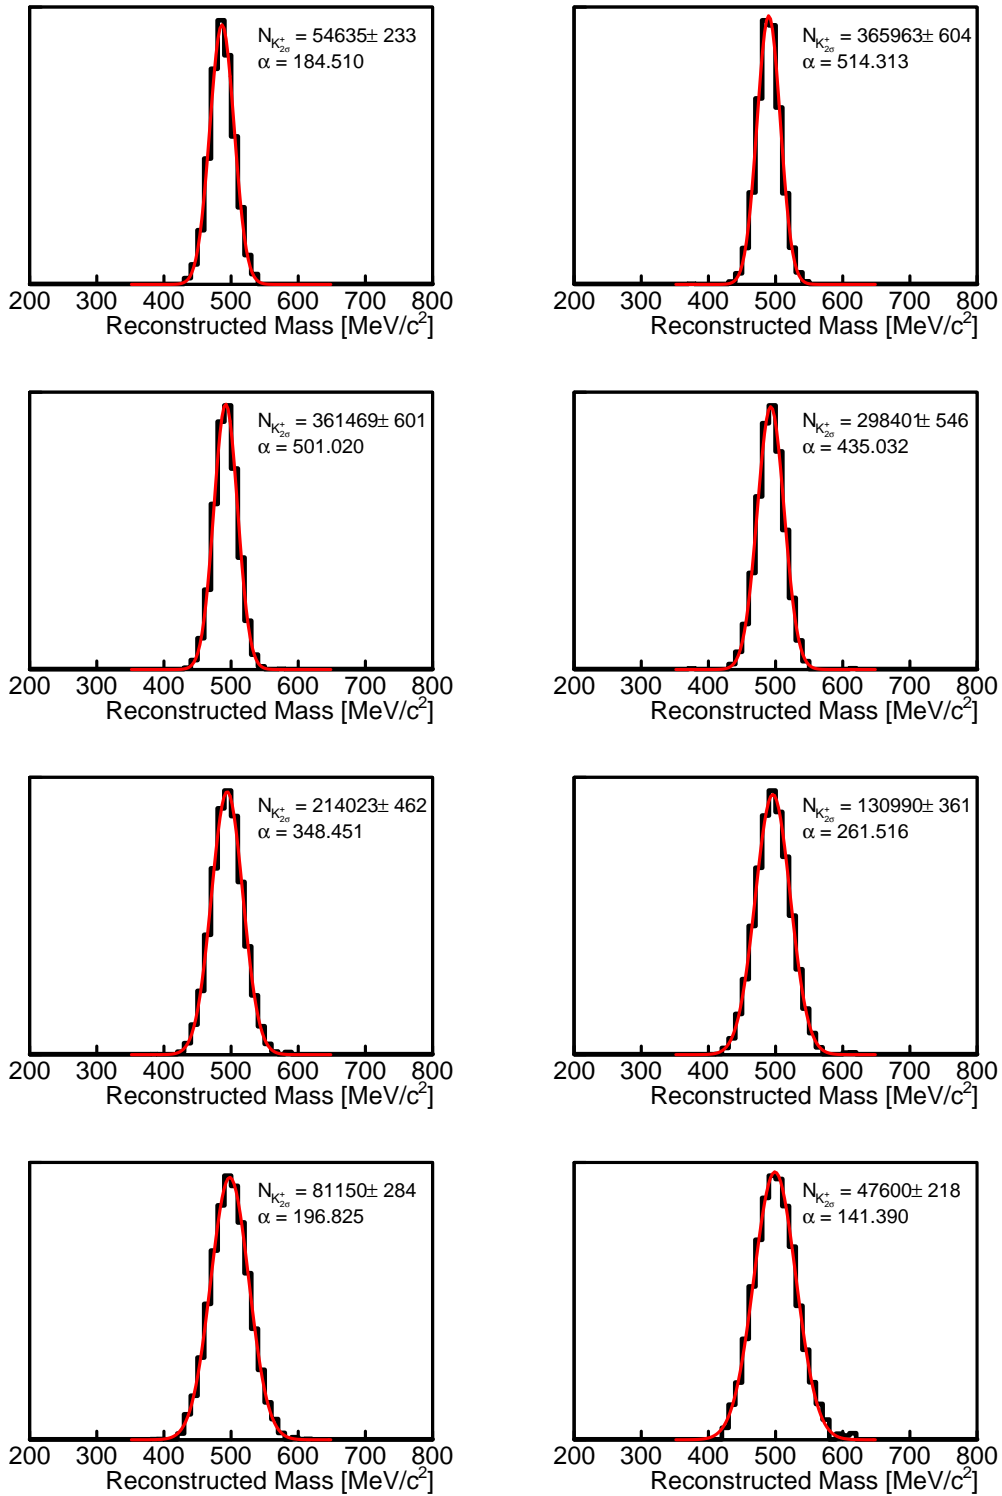 N_{K^+_{2σ}} = 54635± 233
α = 184.510
200 300 400 500 600 700 800
Reconstructed Mass [MeV/c²]
N_{K^+_{2σ}} = 365963± 604
α = 514.313
200 300 400 500 600 700 800
Reconstructed Mass [MeV/c²]
N_{K^+_{2σ}} = 361469± 601
α = 501.020
200 300 400 500 600 700 800
Reconstructed Mass [MeV/c²]
N_{K^+_{2σ}} = 298401± 546
α = 435.032
200 300 400 500 600 700 800
Reconstructed Mass [MeV/c²]
N_{K^+_{2σ}} = 214023± 462
α = 348.451
200 300 400 500 600 700 800
Reconstructed Mass [MeV/c²]
N_{K^+_{2σ}} = 130990± 361
α = 261.516
200 300 400 500 600 700 800
Reconstructed Mass [MeV/c²]
N_{K^+_{2σ}} = 81150± 284
α = 196.825
200 300 400 500 600 700 800
Reconstructed Mass [MeV/c²]
N_{K^+_{2σ}} = 47600± 218
α = 141.390
200 300 400 500 600 700 800
Reconstructed Mass [MeV/c²]